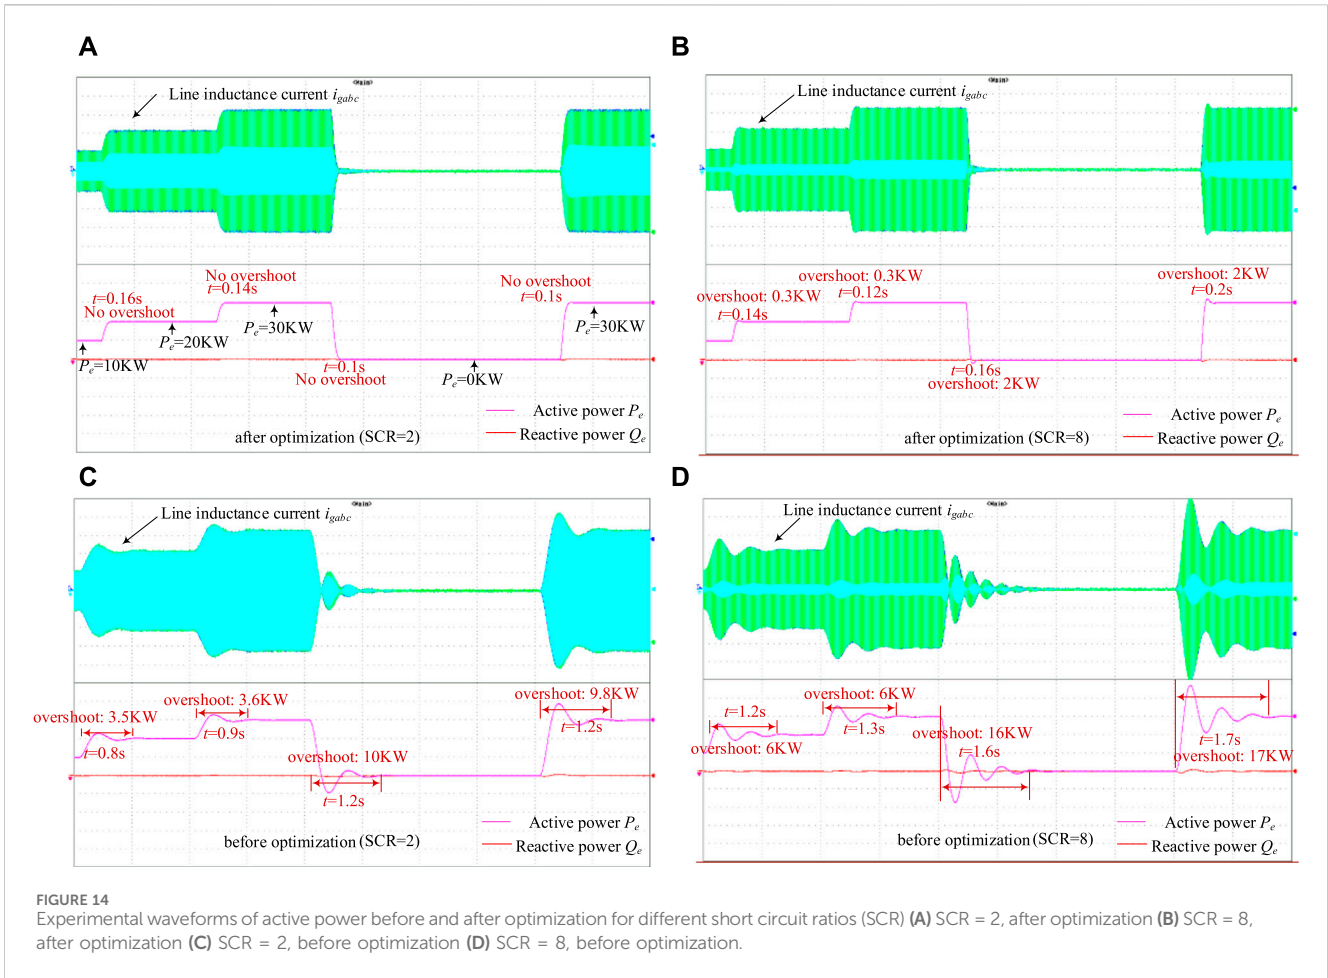 A
Line inductance current igabc
No overshoot
t=0.14s
t=0.16s
No overshoot
No overshoot
t=0.1s
Pe=10KW
Pe=20KW
Pe=30KW
Pe=30KW
t=0.1s
No overshoot
Pe=0KW
Active power Pe
Reactive power Qe
after optimization (SCR=2)
B
Line inductance current igabc
overshoot: 0.3KW
t=0.12s
overshoot: 0.3KW
t=0.14s
overshoot: 2KW
t=0.2s
t=0.16s
overshoot: 2KW
Active power Pe
Reactive power Qe
after optimization (SCR=8)
C
Line inductance current igabc
overshoot: 3.5KW
t=0.8s
overshoot: 3.6KW
t=0.9s
overshoot: 10KW
t=1.2s
overshoot: 9.8KW
t=1.2s
Active power Pe
Reactive power Qe
before optimization (SCR=2)
D
Line inductance current igabc
t=1.2s
overshoot: 6KW
overshoot: 6KW
t=1.3s
overshoot: 16KW
t=1.6s
t=1.7s
overshoot: 17KW
Active power Pe
Reactive power Qe
before optimization (SCR=8)
FIGURE 14
Experimental waveforms of active power before and after optimization for different short circuit ratios (SCR) (A) SCR = 2, after optimization (B) SCR = 8,
after optimization (C) SCR = 2, before optimization (D) SCR = 8, before optimization.